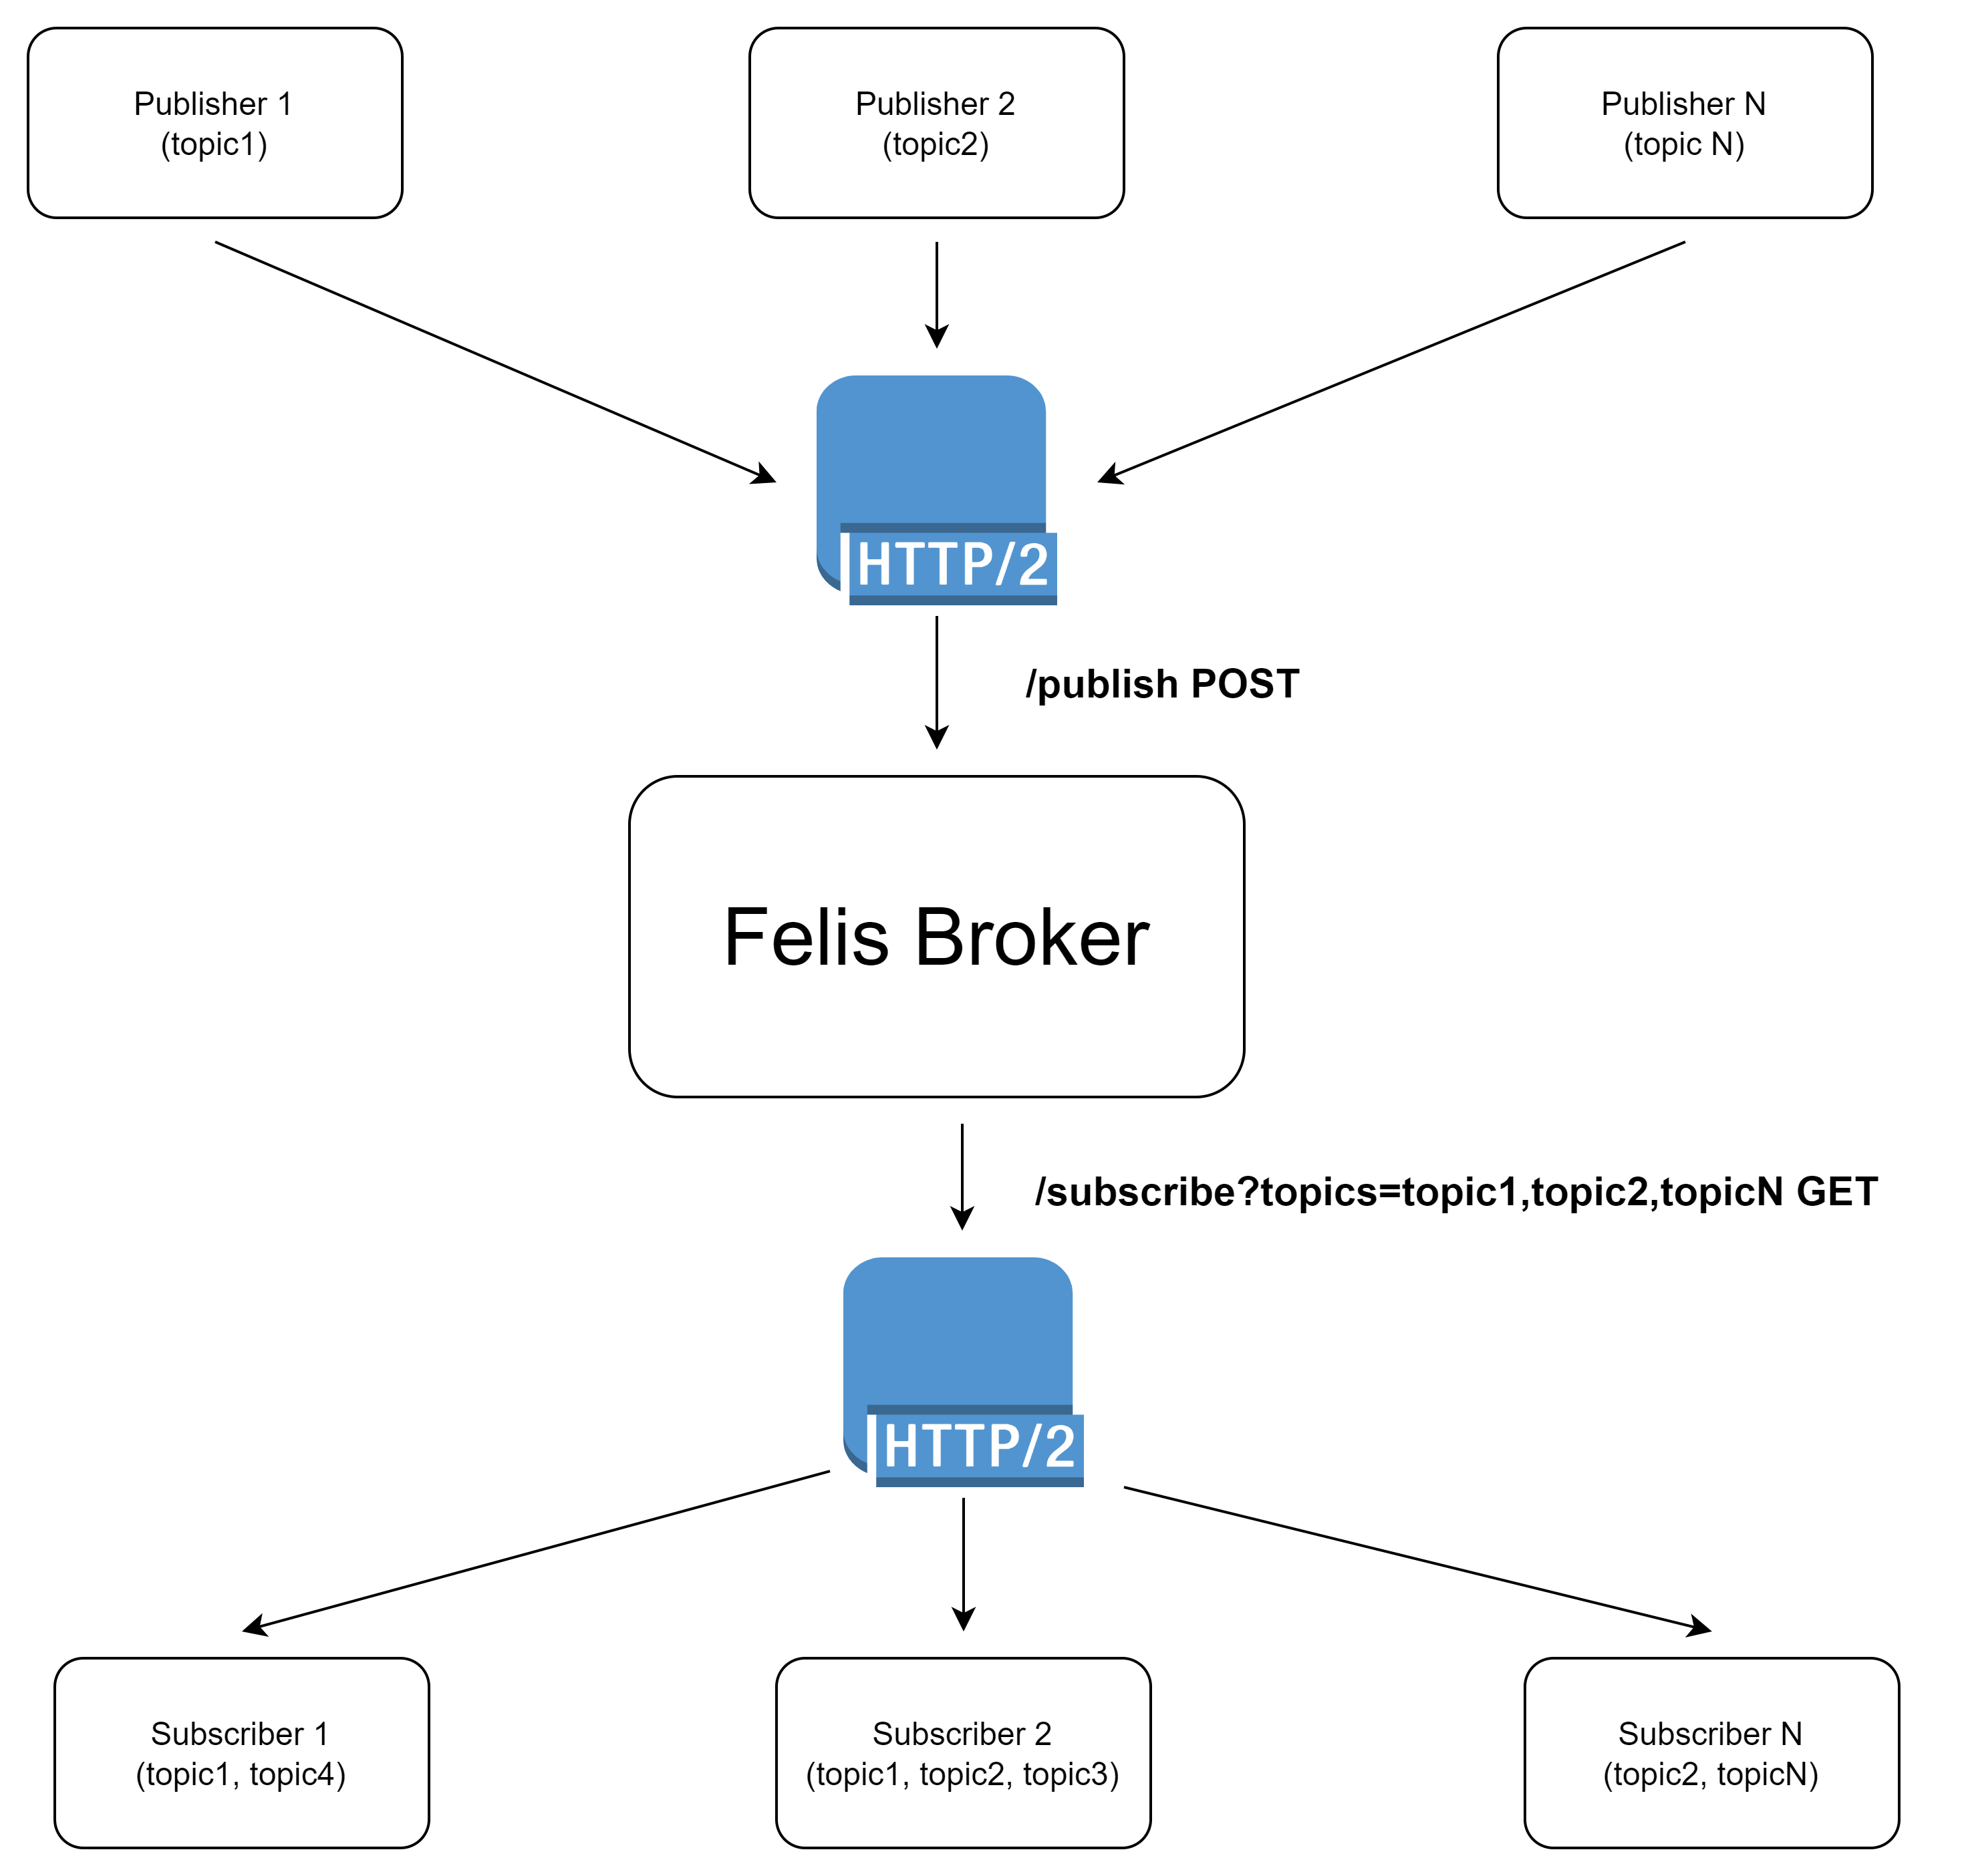 Publisher 1
(topic1)
Publisher 2
(topic2)
Publisher N
(topic N)
HTTP/2
/publish POST
Felis Broker
/subscribe?topics=topic1,topic2,topicN GET
HTTP/2
Subscriber 1
(topic1, topic4)
Subscriber 2
(topic1, topic2, topic3)
Subscriber N
(topic2, topicN)